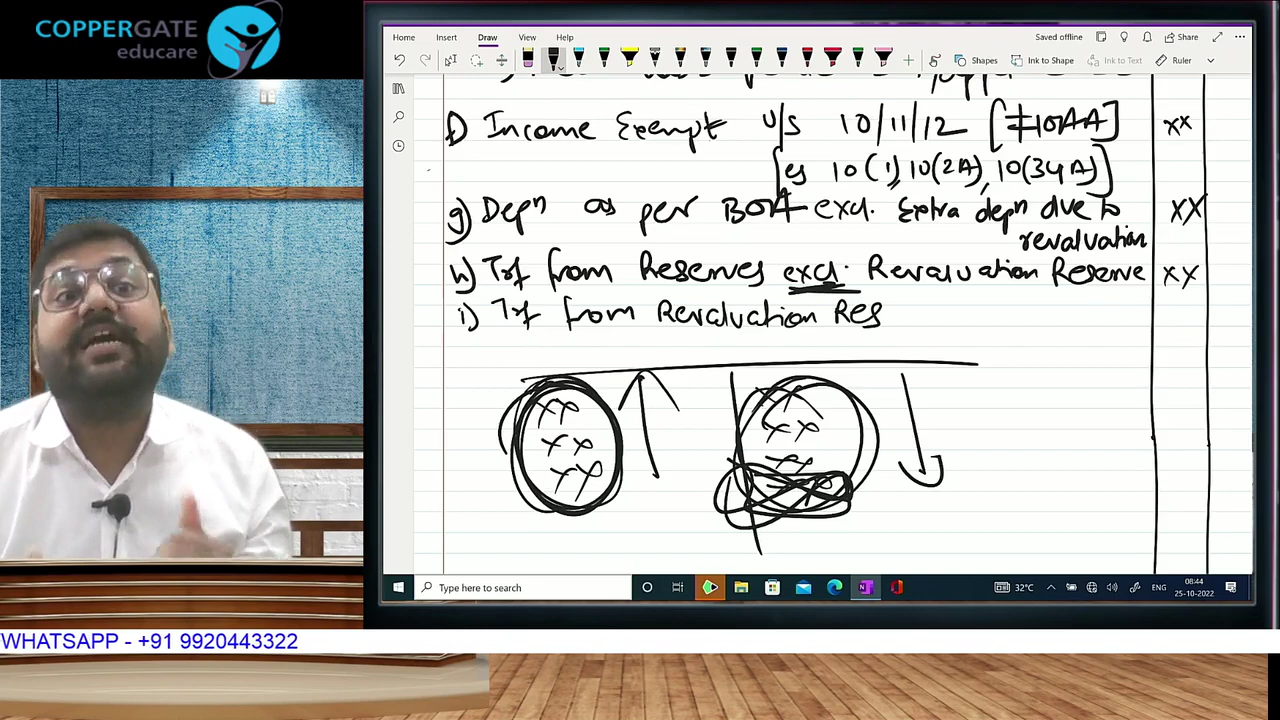 COPPERGATE
educare
Home Insert Draw View Help
Saved offline
Share
Shapes
Ink to Shape
Ink to Text
Ruler
f) Income Exempt u/s 10/11/12 [≠10AA] xx
[eg 10(1), 10(2A), 10(34A)]
g) Depn as per BOA excl. Extra depn due to xx
revaluation
h) Trf from Reserves excl. Revaluation Reserve xx
i) Trf from Revaluation Res
xx
xx
xx
xx
xx
Type here to search
32°C
ENG
08:44
25-10-2022
WHATSAPP - +91 9920443322